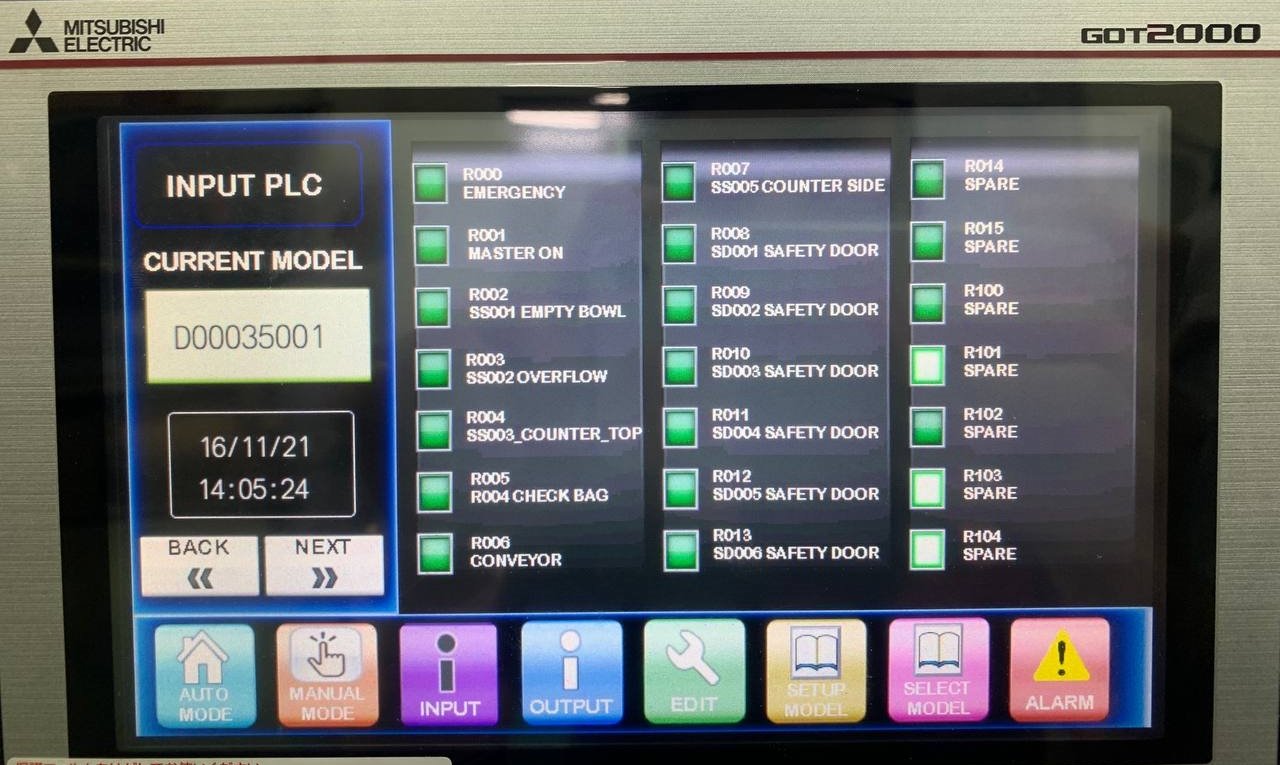 MITSUBISHI
ELECTRIC
GOT2000
INPUT PLC
CURRENT MODEL
D00035001
16/11/21
14:05:24
BACK
NEXT
R000
EMERGENCY
R001
MASTER ON
R002
SS001 EMPTY BOWL
R003
SS002 OVERFLOW
R004
SS003_COUNTER_TOP
R005
R004 CHECK BAG
R006
CONVEYOR
R007
SS005 COUNTER SIDE
R008
SD001 SAFETY DOOR
R009
SD002 SAFETY DOOR
R010
SD003 SAFETY DOOR
R011
SD004 SAFETY DOOR
R012
SD005 SAFETY DOOR
R013
SD006 SAFETY DOOR
R014
SPARE
R015
SPARE
R100
SPARE
R101
SPARE
R102
SPARE
R103
SPARE
R104
SPARE
AUTO
MODE
MANUAL
MODE
INPUT
OUTPUT
EDIT
SETUP
MODEL
SELECT
MODEL
ALARM